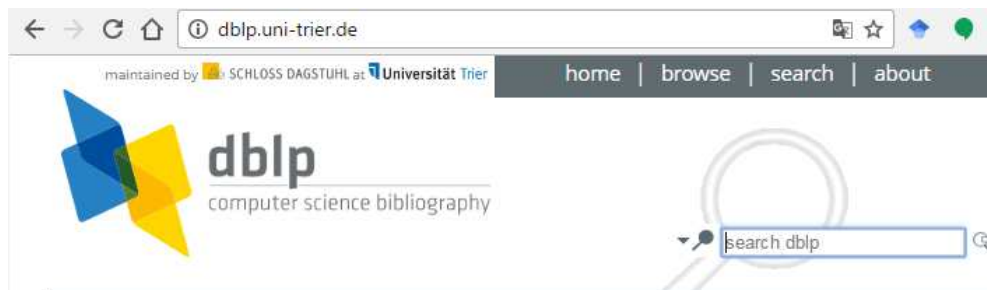 dblp.uni-trier.de
maintained by SCHLOSS DAGSTUHL at Universität Trier
home | browse | search | about
dblp
computer science bibliography
search dblp